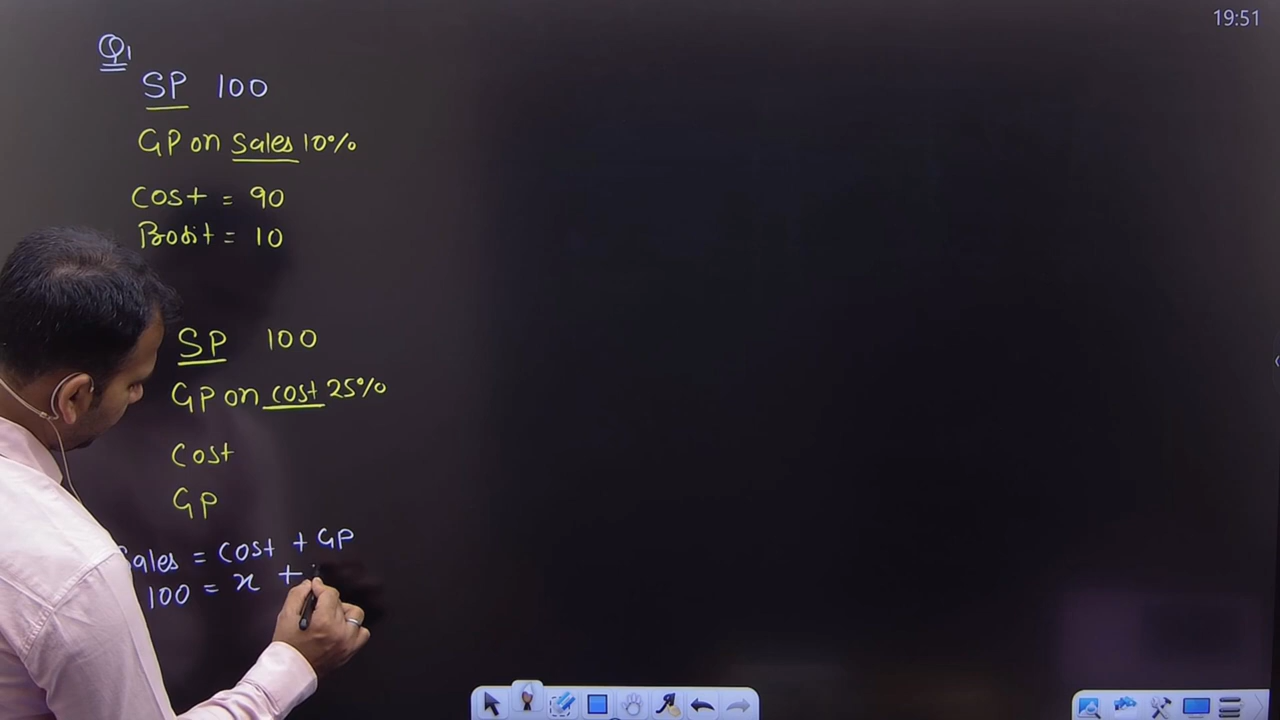 19:51
Q1
SP 100
GP on Sales 10%
Cost = 90
Profit = 10
SP 100
GP on cost 25%
Cost
GP
Sales = Cost + GP
100 = x +